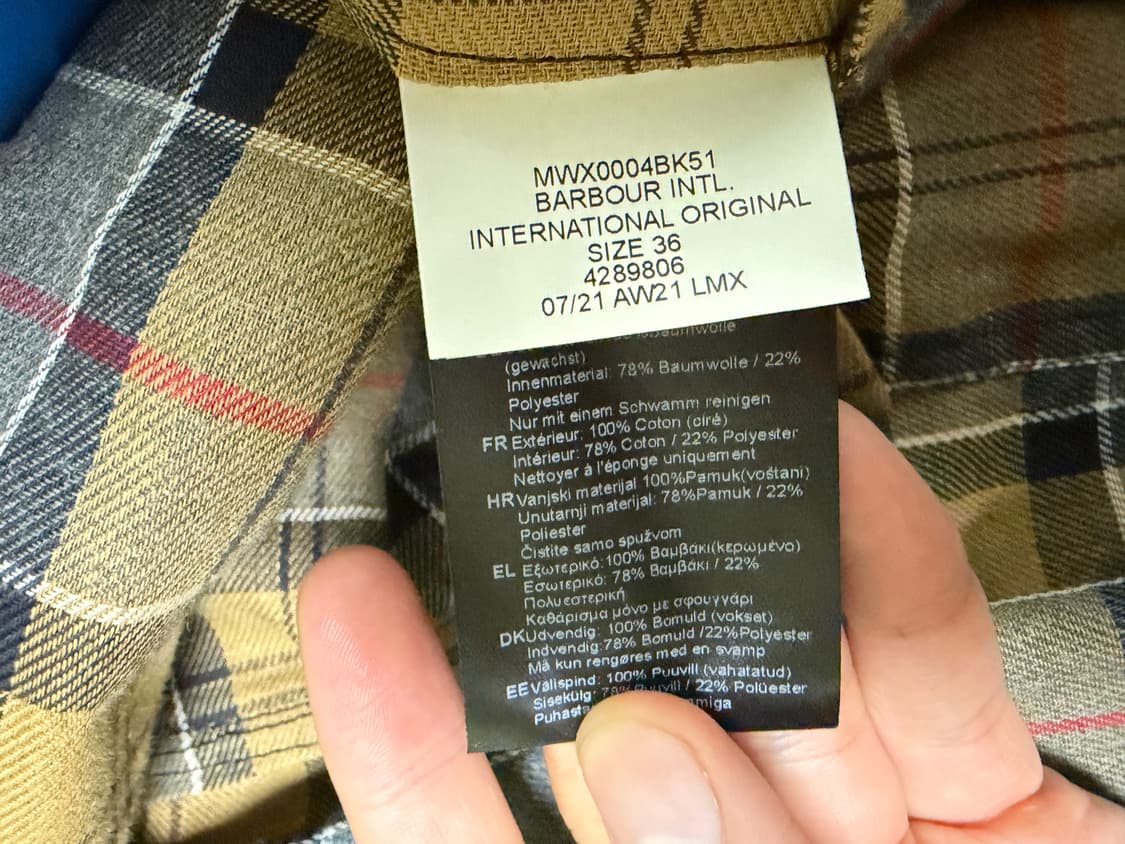 MWX0004BK51
BARBOUR INTL.
INTERNATIONAL ORIGINAL
SIZE 36
4289806
07/21 AW21 LMX
(gewachst)
Innenmaterial: 78% Baumwolle / 22%
Polyester
Nur mit einem Schwamm reinigen
FR Extérieur: 100% Coton (ciré)
Intérieur: 78% Coton / 22% Polyester
Nettoyer à l'éponge uniquement
HR Vanjski materijal 100%Pamuk(voštani)
Unutarnji materijal: 78%Pamuk / 22%
Poliester
Čistite samo spužvom
EL Εξωτερικό:100% Βαμβάκι(κερωμένο)
Εσωτερικό: 78% Βαμβάκι / 22%
Πολυεστερική
Καθάρισμα μόνο με σφουγγάρι
DK Udvendig: 100% Bomuld (vokset)
Indvendig:78% Bomuld /22%Polyester
Må kun rengøres med en svamp
EE Välispind: 100% Puuvill (vahatatud)
Sisekülg: 78% Puuvill / 22% Polüester